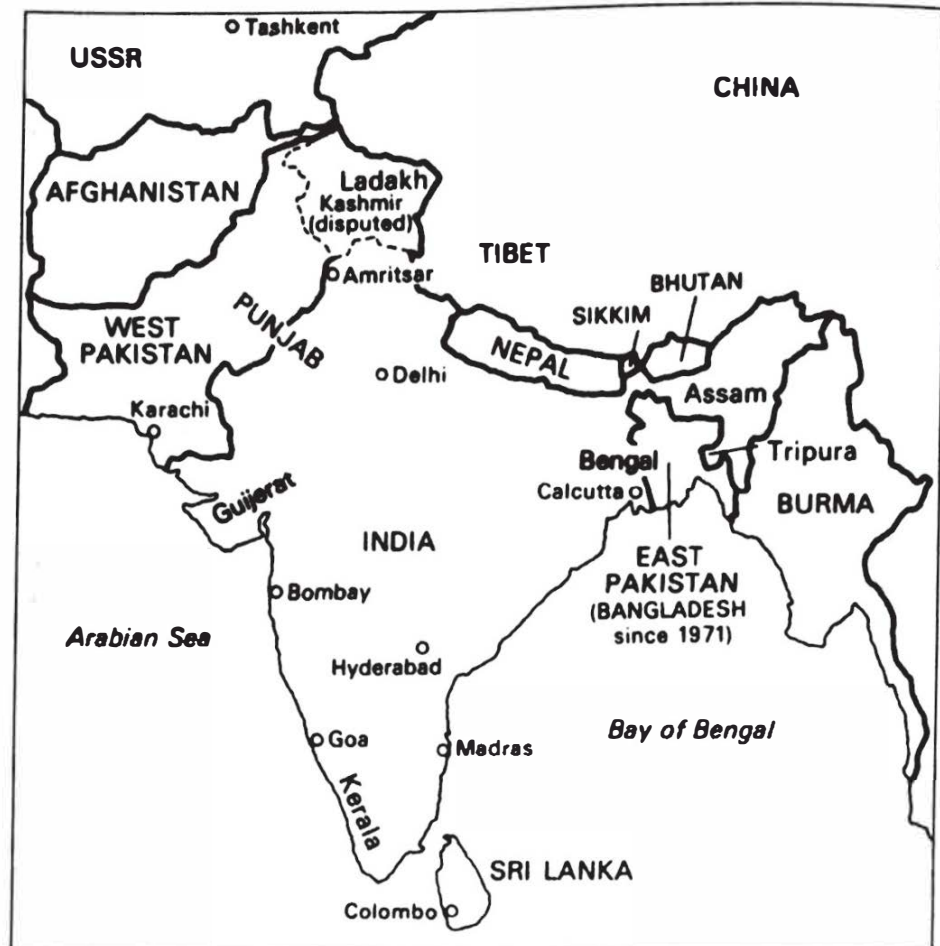 Tashkent
USSR
CHINA
AFGHANISTAN
Ladakh
Kashmir
(disputed)
TIBET
Amritsar
BHUTAN
PUNJAB
SIKKIM
WEST
PAKISTAN
NEPAL
Delhi
Assam
Karachi
Bengal
Tripura
Gujerat
Calcutta
BURMA
INDIA
EAST
PAKISTAN
(BANGLADESH
since 1971)
Bombay
Arabian Sea
Hyderabad
Bay of Bengal
Goa
Madras
Kerala
SRI LANKA
Colombo